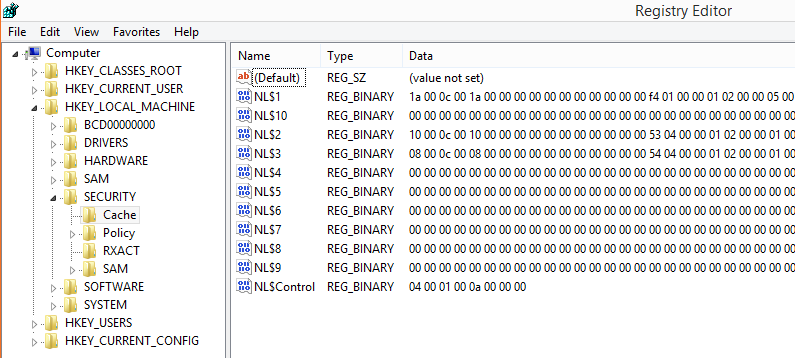 Registry Editor
File Edit View Favorites Help
Computer
HKEY_CLASSES_ROOT
HKEY_CURRENT_USER
HKEY_LOCAL_MACHINE
BCD00000000
DRIVERS
HARDWARE
SAM
SECURITY
Cache
Policy
RXACT
SAM
SOFTWARE
SYSTEM
HKEY_USERS
HKEY_CURRENT_CONFIG
Name Type Data
(Default) REG_SZ (value not set)
NL$1 REG_BINARY 1a 00 0c 00 1a 00 00 00 00 00 00 00 00 00 00 00 f4 01 00 00 01 02 00 00 05 00
NL$10 REG_BINARY 00 00 00 00 00 00 00 00 00 00 00 00 00 00 00 00 00 00 00 00 00 00 00 00 00 00
NL$2 REG_BINARY 10 00 0c 00 10 00 00 00 00 00 00 00 00 00 00 00 53 04 00 00 01 02 00 00 01 00
NL$3 REG_BINARY 08 00 0c 00 08 00 00 00 00 00 00 00 00 00 00 00 54 04 00 00 01 02 00 00 01 00
NL$4 REG_BINARY 00 00 00 00 00 00 00 00 00 00 00 00 00 00 00 00 00 00 00 00 00 00 00 00 00 00
NL$5 REG_BINARY 00 00 00 00 00 00 00 00 00 00 00 00 00 00 00 00 00 00 00 00 00 00 00 00 00 00
NL$6 REG_BINARY 00 00 00 00 00 00 00 00 00 00 00 00 00 00 00 00 00 00 00 00 00 00 00 00 00 00
NL$7 REG_BINARY 00 00 00 00 00 00 00 00 00 00 00 00 00 00 00 00 00 00 00 00 00 00 00 00 00 00
NL$8 REG_BINARY 00 00 00 00 00 00 00 00 00 00 00 00 00 00 00 00 00 00 00 00 00 00 00 00 00 00
NL$9 REG_BINARY 00 00 00 00 00 00 00 00 00 00 00 00 00 00 00 00 00 00 00 00 00 00 00 00 00 00
NL$Control REG_BINARY 04 00 01 00 0a 00 00 00